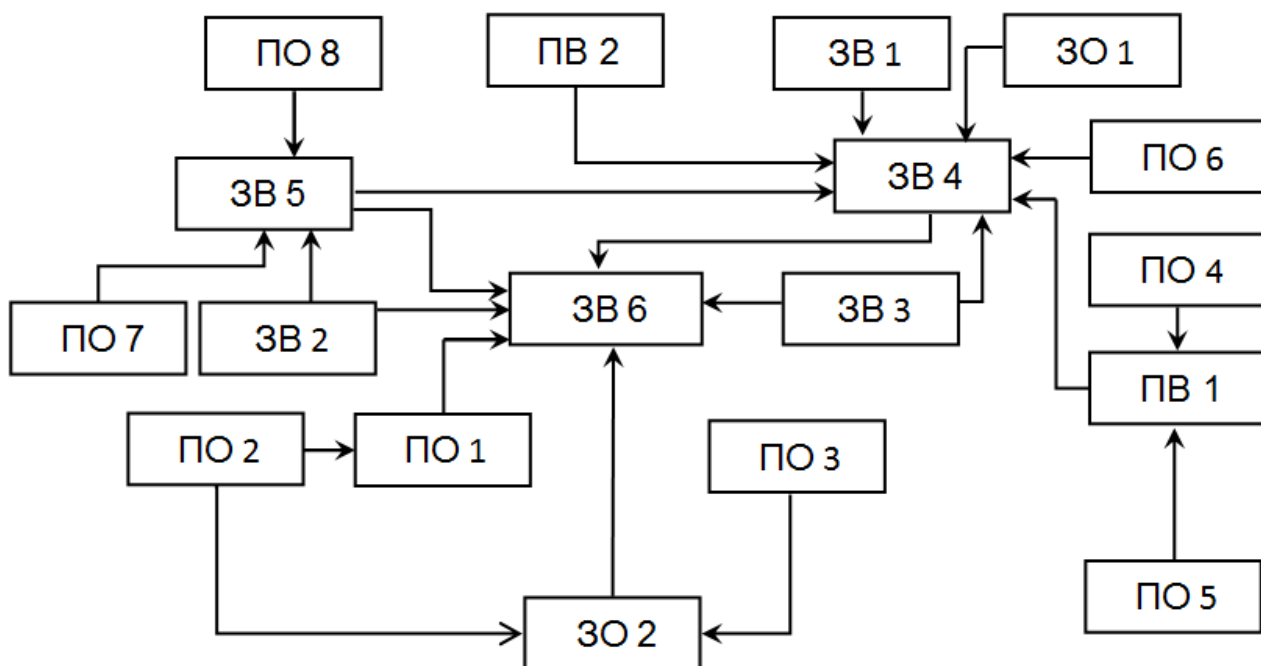 ПО 8
ПВ 2
ЗВ 1
ЗО 1
ПО 6
ЗВ 5
ЗВ 4
ПО 4
ПО 7
ЗВ 2
ЗВ 6
ЗВ 3
ПВ 1
ПО 2
ПО 1
ПО 3
ПО 5
ЗО 2